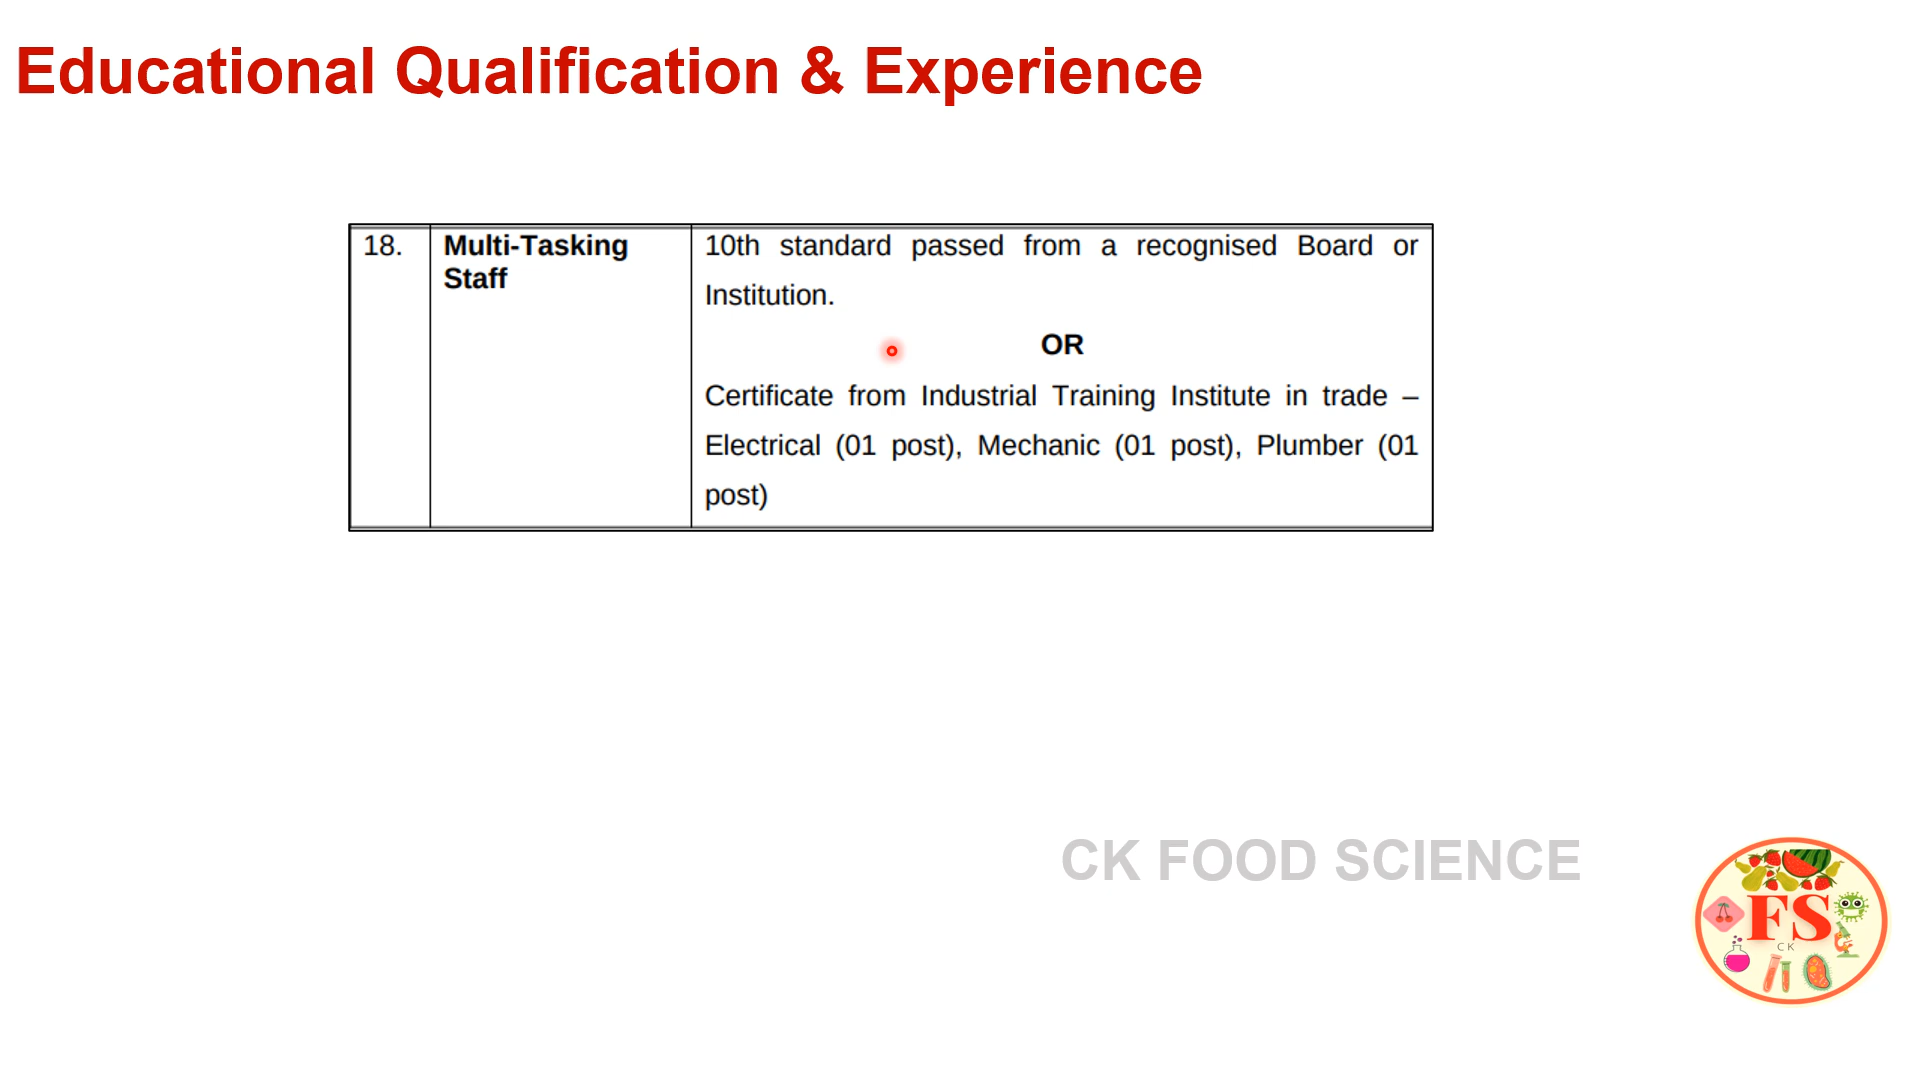 Educational Qualification & Experience
18. Multi-Tasking Staff
10th standard passed from a recognised Board or
Institution.
OR
Certificate from Industrial Training Institute in trade –
Electrical (01 post), Mechanic (01 post), Plumber (01
post)
CK FOOD SCIENCE
FS
CK